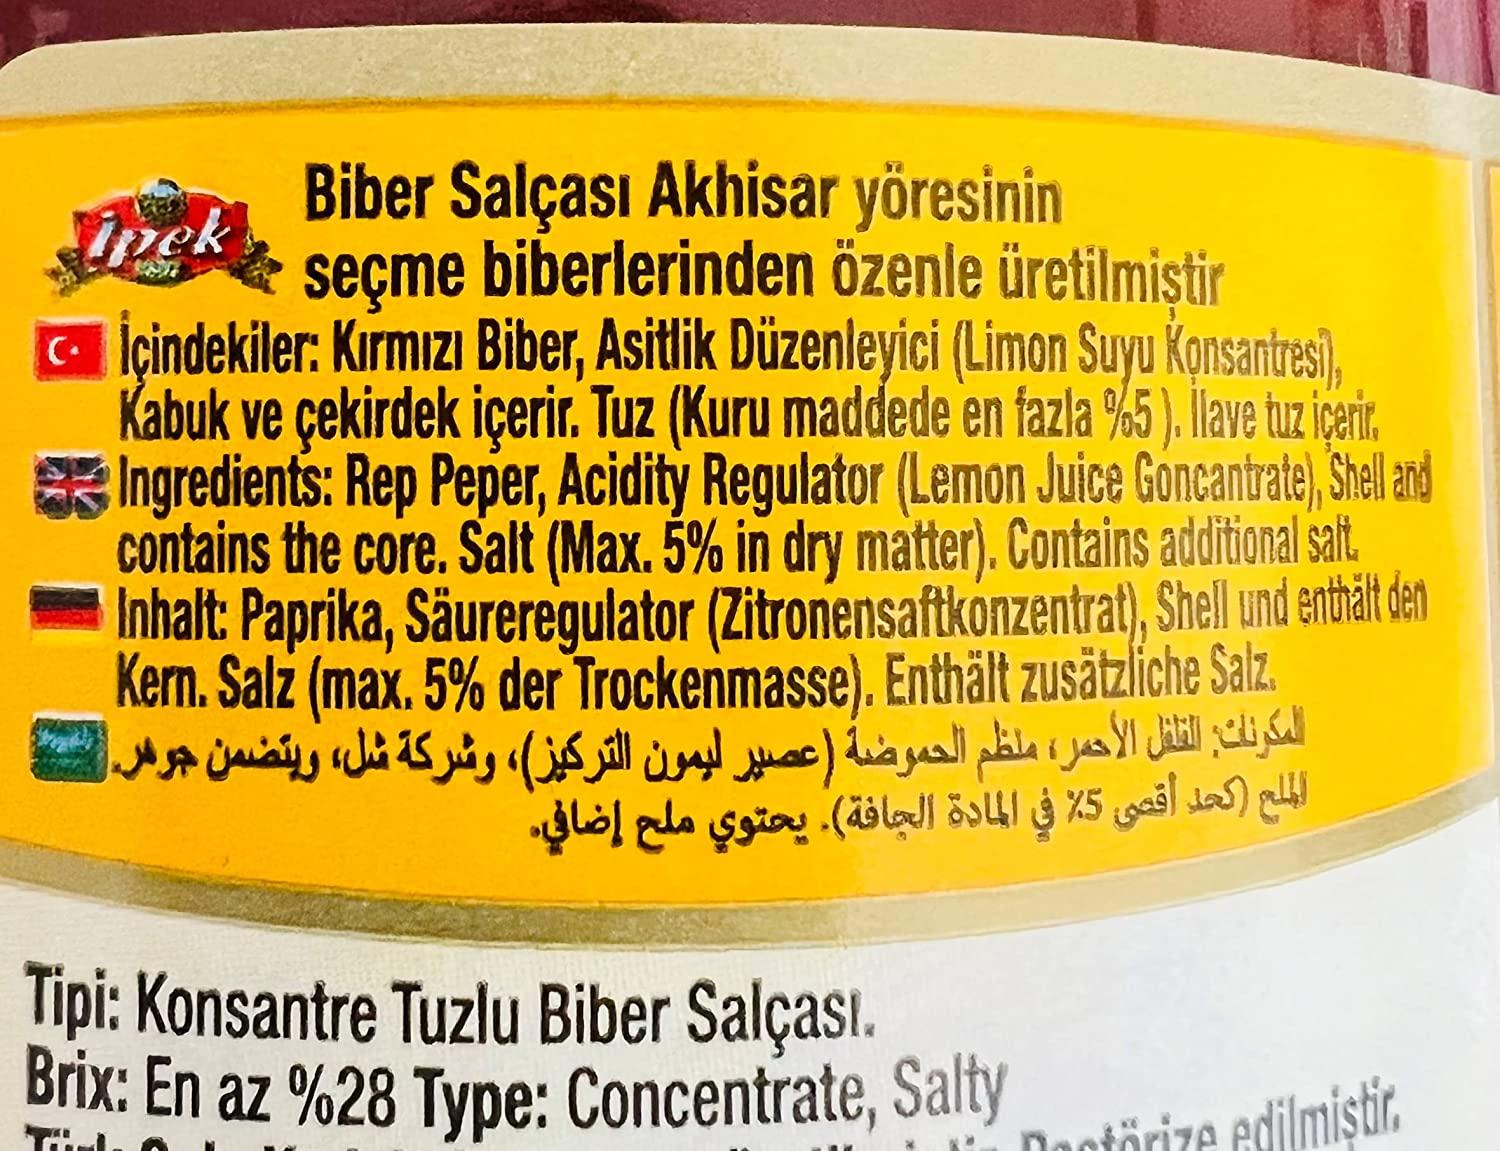 İpek
Biber Salçası Akhisar yöresinin
seçme biberlerinden özenle üretilmiştir
İçindekiler: Kırmızı Biber, Asitlik Düzenleyici (Limon Suyu Konsantresi),
Kabuk ve çekirdek içerir. Tuz (Kuru maddede en fazla %5 ). İlave tuz içerir.
Ingredients: Rep Peper, Acidity Regulator (Lemon Juice Goncantrate), Shell and
contains the core. Salt (Max. 5% in dry matter). Contains additional salt.
Inhalt: Paprika, Säureregulator (Zitronensaftkonzentrat), Shell und enthält den
Kern. Salz (max. 5% der Trockenmasse). Enthält zusätzliche Salz.
المكونات: الفلفل الأحمر، منظم الحموضة (عصير ليمون التركيز)، وشركة شل، ويتضمن جوهر.
الملح (كحد أقصى 5٪ في المادة الجافة). يحتوي ملح إضافي.
Tipi: Konsantre Tuzlu Biber Salçası.
Brix: En az %28 Type: Concentrate, Salty
Pastörize edilmiştir.